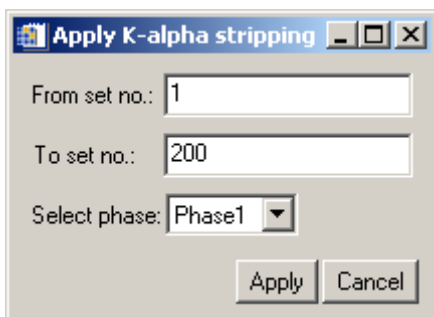 Apply K-alpha stripping
From set no.: 1
To set no.: 200
Select phase: Phase1
Apply Cancel